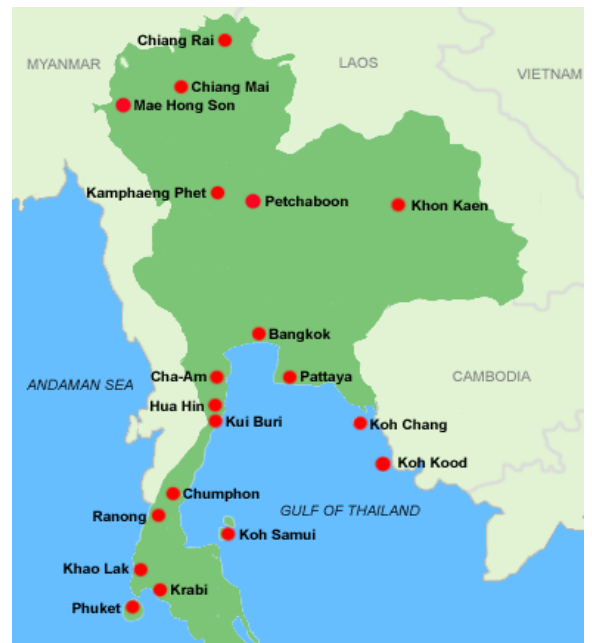 Chiang Rai
MYANMAR
LAOS
VIETNAM
Chiang Mai
Mae Hong Son
Kamphaeng Phet
Petchaboon
Khon Kaen
Bangkok
Cha-Am
Pattaya
ANDAMAN SEA
CAMBODIA
Hua Hin
Kui Buri
Koh Chang
Koh Kood
Chumphon
Ranong
GULF OF THAILAND
Koh Samui
Khao Lak
Krabi
Phuket